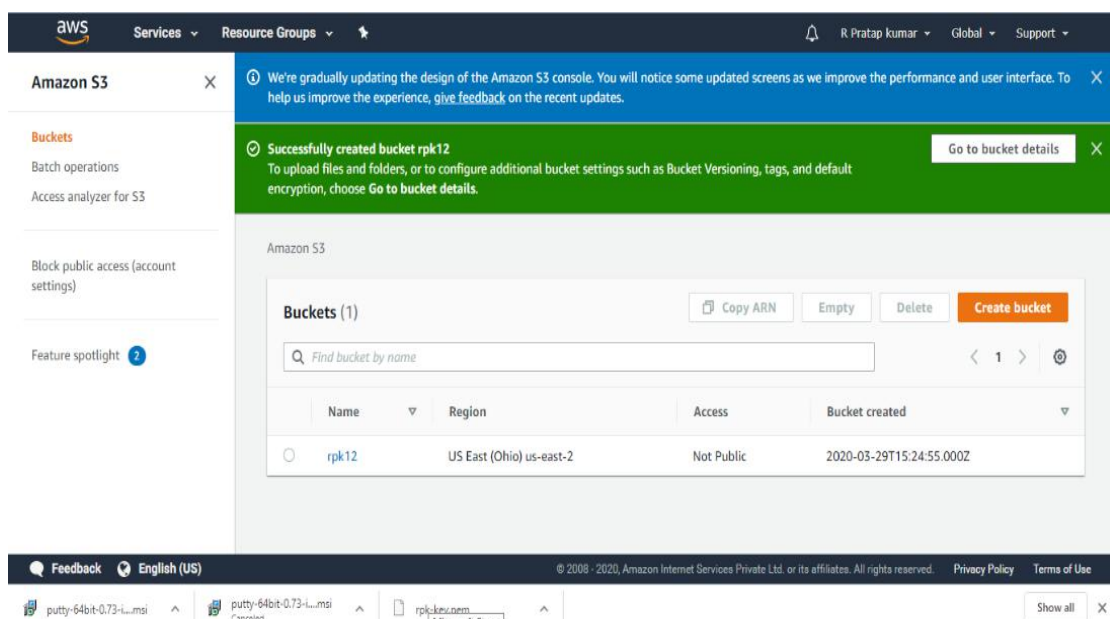 aws Services Resource Groups R Pratap kumar Global Support
Amazon S3
We're gradually updating the design of the Amazon S3 console. You will notice some updated screens as we improve the performance and user interface. To
help us improve the experience, give feedback on the recent updates.
Buckets
Batch operations
Access analyzer for S3
Block public access (account
settings)
Feature spotlight 2
Successfully created bucket rpk12
To upload files and folders, or to configure additional bucket settings such as Bucket Versioning, tags, and default
encryption, choose Go to bucket details.
Go to bucket details
Amazon S3
Buckets (1)
Copy ARN Empty Delete Create bucket
Find bucket by name
1
Name Region Access Bucket created
rpk12 US East (Ohio) us-east-2 Not Public 2020-03-29T15:24:55.000Z
Feedback English (US) © 2008 - 2020, Amazon Internet Services Private Ltd. or its affiliates. All rights reserved. Privacy Policy Terms of Use
putty-64bit-0.73-i....msi putty-64bit-0.73-i....msi rpk-key.pem Show all
Canceled